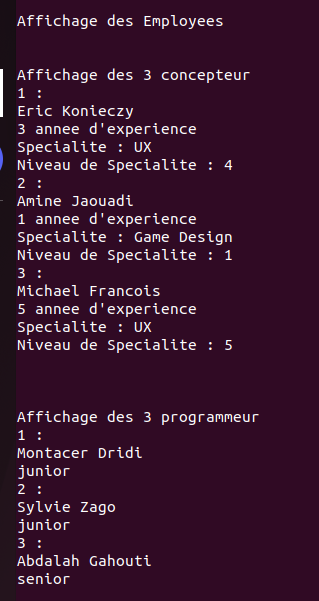 Affichage des Employees
Affichage des 3 concepteur
1 :
Eric Konieczy
3 annee d'experience
Specialite : UX
Niveau de Specialite : 4
2 :
Amine Jaouadi
1 annee d'experience
Specialite : Game Design
Niveau de Specialite : 1
3 :
Michael Francois
5 annee d'experience
Specialite : UX
Niveau de Specialite : 5
Affichage des 3 programmeur
1 :
Montacer Dridi
junior
2 :
Sylvie Zago
junior
3 :
Abdalah Gahouti
senior